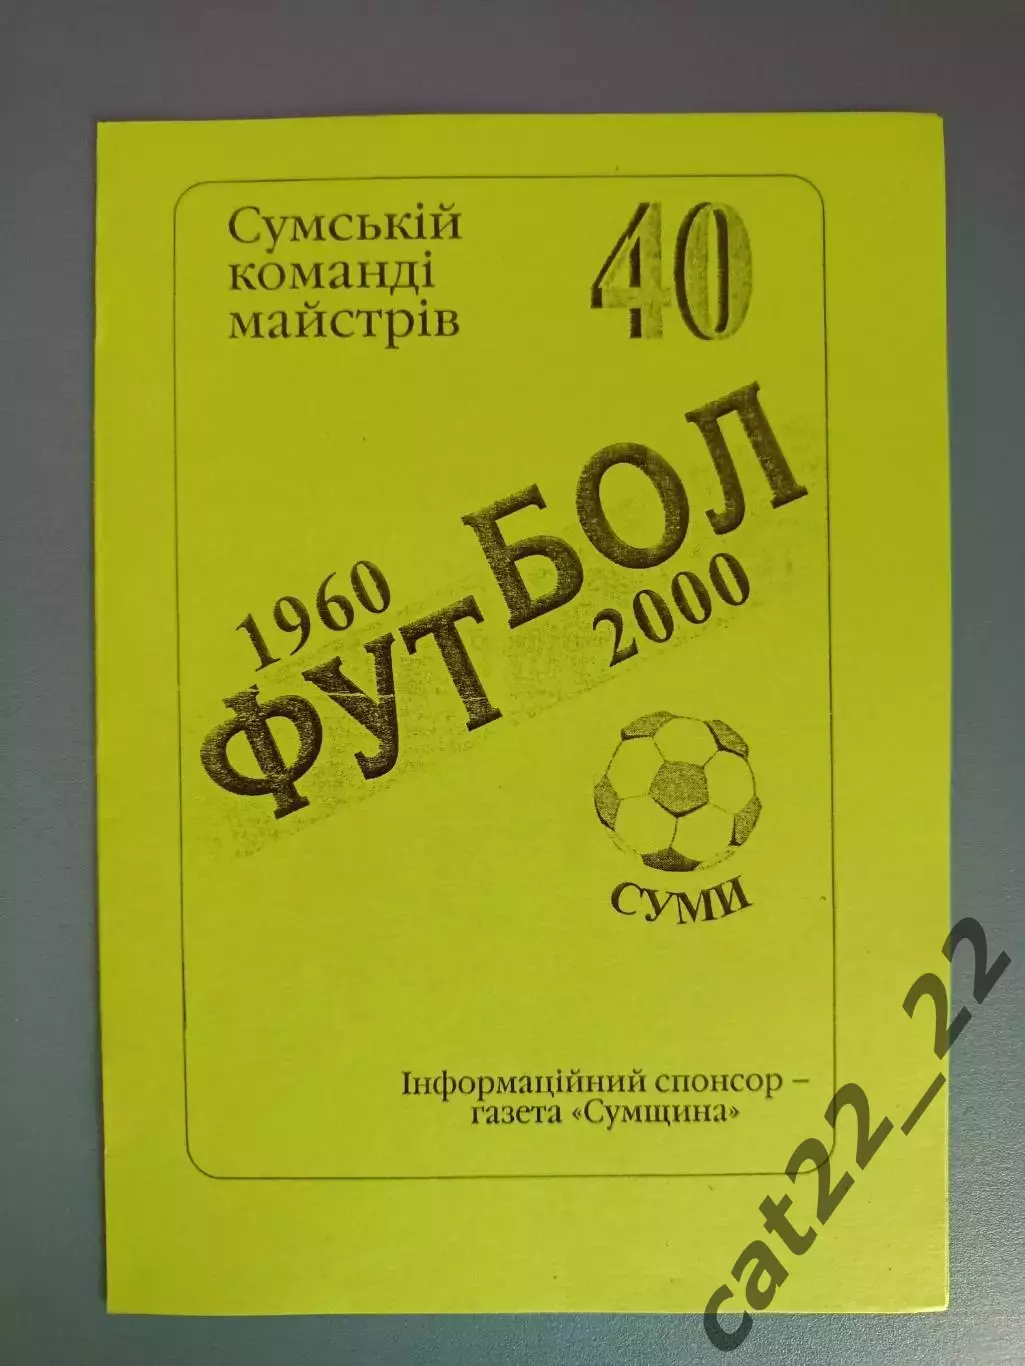 Сумській
команді
майстрів
40
1960
ФУТБОЛ
2000
СУМИ
Інформаційний спонсор –
газета «Сумщина»
cat22_22